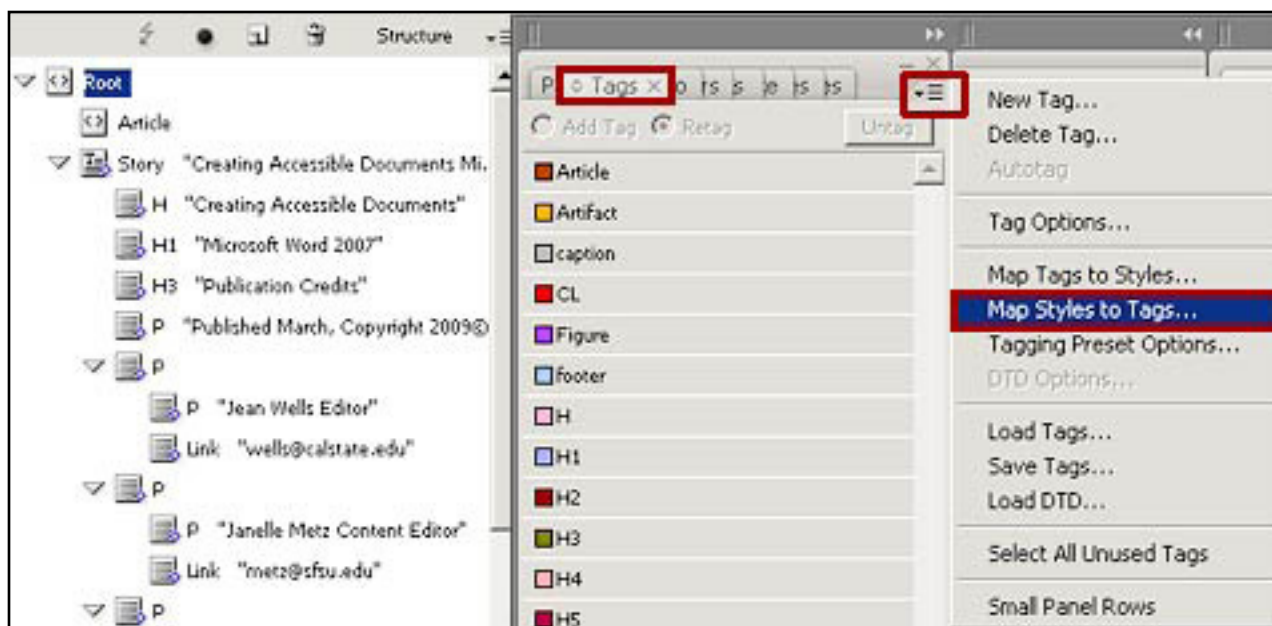 Structure
Root
Article
Story "Creating Accessible Documents Mi.
H "Creating Accessible Documents"
H1 "Microsoft Word 2007"
H3 "Publication Credits"
P "Published March, Copyright 2009©
P
P "Jean Wells Editor"
Link "wells@calstate.edu"
P
P "Janelle Metz Content Editor"
Link "metz@sfsu.edu"
P
P Tags
Add Tag Retag Untag
Article
Artifact
caption
CL
Figure
footer
H
H1
H2
H3
H4
H5
New Tag...
Delete Tag...
Autotag
Tag Options...
Map Tags to Styles...
Map Styles to Tags...
Tagging Preset Options...
DTD Options...
Load Tags...
Save Tags...
Load DTD...
Select All Unused Tags
Small Panel Rows